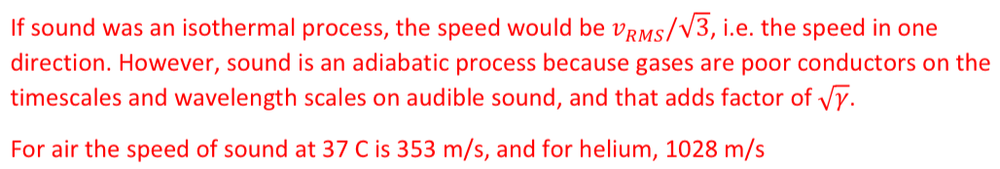 If sound was an isothermal process, the speed would be $v_{RMS}/\sqrt{3}$, i.e. the speed in one
direction. However, sound is an adiabatic process because gases are poor conductors on the
timescales and wavelength scales on audible sound, and that adds factor of $\sqrt{\gamma}$.
For air the speed of sound at 37 C is 353 m/s, and for helium, 1028 m/s